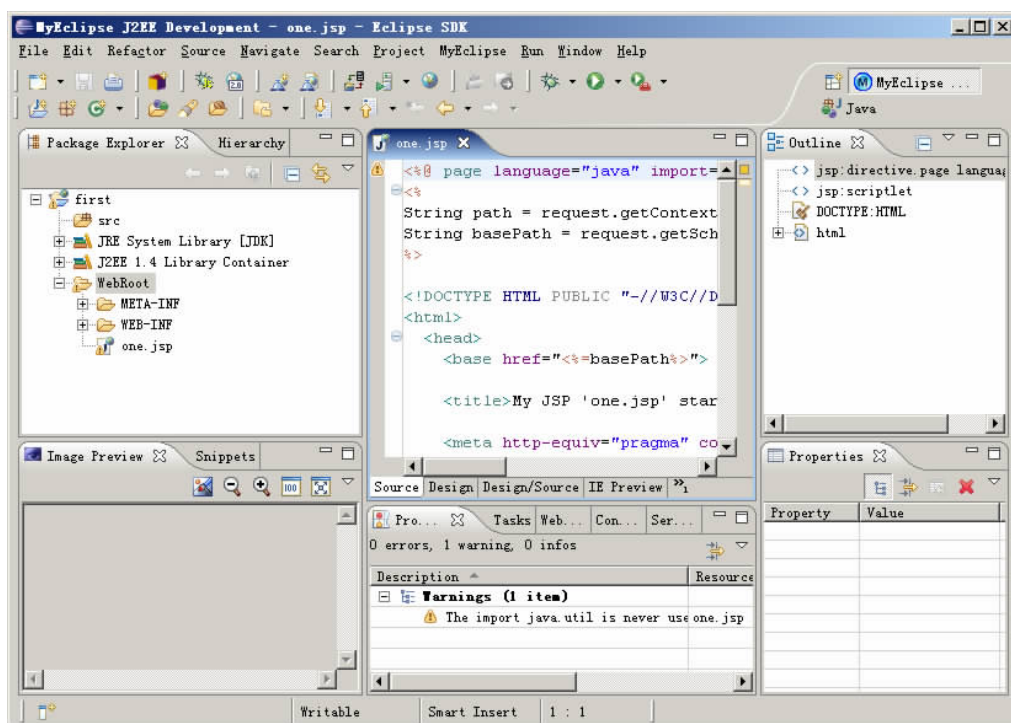 MyEclipse J2EE Development - one.jsp - Eclipse SDK
File Edit Refactor Source Navigate Search Project MyEclipse Run Window Help
MyEclipse ...
Java
Package Explorer Hierarchy
first
src
JRE System Library [JDK]
J2EE 1.4 Library Container
WebRoot
META-INF
WEB-INF
one.jsp
one.jsp
<%@ page language="java" import=
<%
String path = request.getContext
String basePath = request.getSch
%>
<!DOCTYPE HTML PUBLIC "-//W3C//D
<html>
<head>
<base href="<%=basePath%>">
<title>My JSP 'one.jsp' star
<meta http-equiv="pragma" co
Source Design Design/Source IE Preview »1
Outline
jsp:directive.page langua
jsp:scriptlet
DOCTYPE:HTML
html
Image Preview Snippets
100
Pro... Tasks Web... Con... Ser...
0 errors, 1 warning, 0 infos
Description Resource
Warnings (1 item)
The import java.util is never use one.jsp
Properties
Property Value
Writable Smart Insert 1 : 1